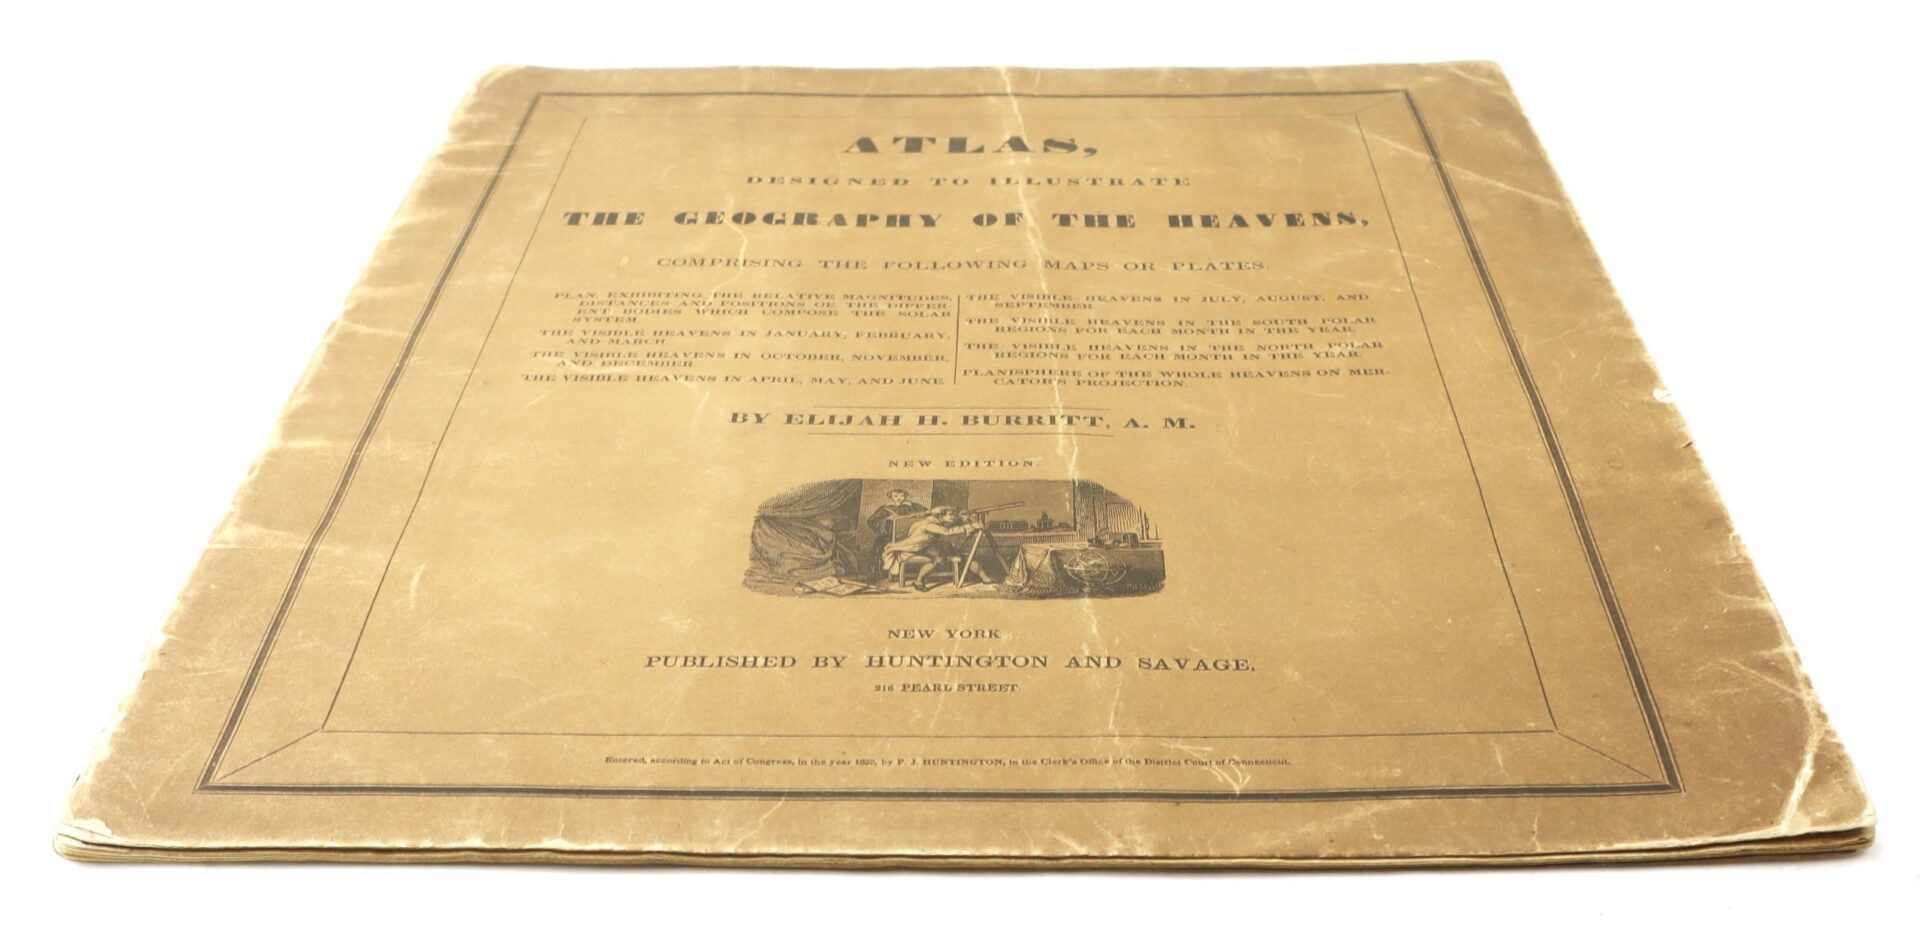 ATLAS,
DESIGNED TO ILLUSTRATE
THE GEOGRAPHY OF THE HEAVENS,
COMPRISING THE FOLLOWING MAPS OR PLATES.
PLAN, EXHIBITING THE RELATIVE MAGNITUDES,
DISTANCES AND POSITIONS OF THE DIFFER-
ENT BODIES WHICH COMPOSE THE SOLAR
SYSTEM.
THE VISIBLE HEAVENS IN JANUARY, FEBRUARY,
AND MARCH.
THE VISIBLE HEAVENS IN OCTOBER, NOVEMBER,
AND DECEMBER.
THE VISIBLE HEAVENS IN APRIL, MAY, AND JUNE.
THE VISIBLE HEAVENS IN JULY, AUGUST, AND
SEPTEMBER
THE VISIBLE HEAVENS IN THE SOUTH POLAR
REGIONS FOR EACH MONTH IN THE YEAR.
THE VISIBLE HEAVENS IN THE NORTH POLAR
REGIONS FOR EACH MONTH IN THE YEAR.
PLANISPHERE OF THE WHOLE HEAVENS ON MER-
CATOR'S PROJECTION.
BY ELIJAH H. BURRITT, A. M.
NEW EDITION.
NEW YORK
PUBLISHED BY HUNTINGTON AND SAVAGE,
216 PEARL STREET.
Entered, according to Act of Congress, in the year by F. J. HUNTINGTON, in the Clerk's Office of the District Court of Connecticut.